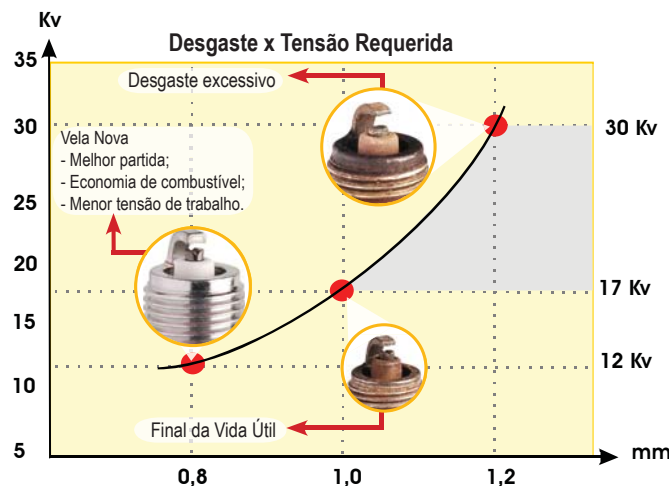 Kv
Desgaste x Tensão Requerida
35
Desgaste excessivo
30
30 Kv
Vela Nova
- Melhor partida;
- Economia de combustível;
- Menor tensão de trabalho.
25
20
17 Kv
15
12 Kv
10
Final da Vida Útil
5
mm
0,8
1,0
1,2